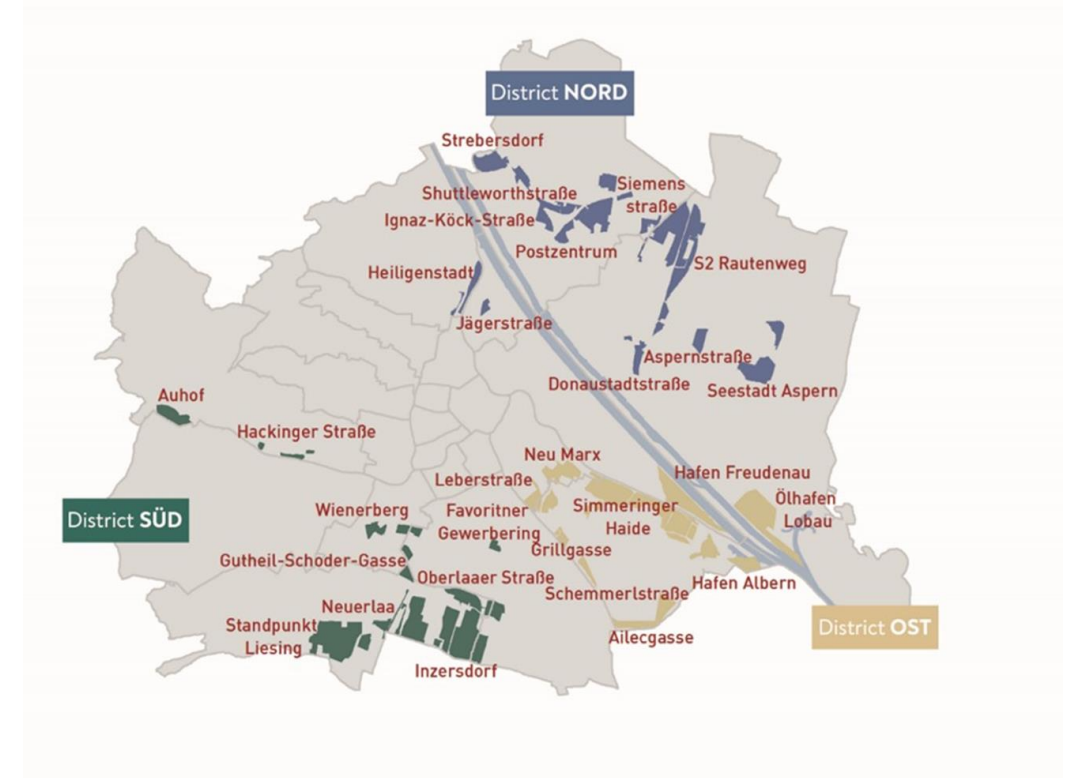 District NORD
Strebersdorf
Shuttleworthstraße
Siemens
straße
Ignaz-Köck-Straße
Postzentrum
S2 Rautenweg
Heiligenstadt
Jägerstraße
Aspernstraße
Donaustadtstraße
Seestadt Aspern
Auhof
Hackinger Straße
Neu Marx
Hafen Freudenau
Leberstraße
Ölhafen
Lobau
Simmeringer
Haide
Wienerberg
Favoritner
Gewerbering
District SÜD
Grillgasse
Gutheil-Schoder-Gasse
Oberlaaer Straße
Hafen Albern
Schemmerlstraße
Neuerlaa
Standpunkt
Liesing
District OST
Ailecgasse
Inzersdorf